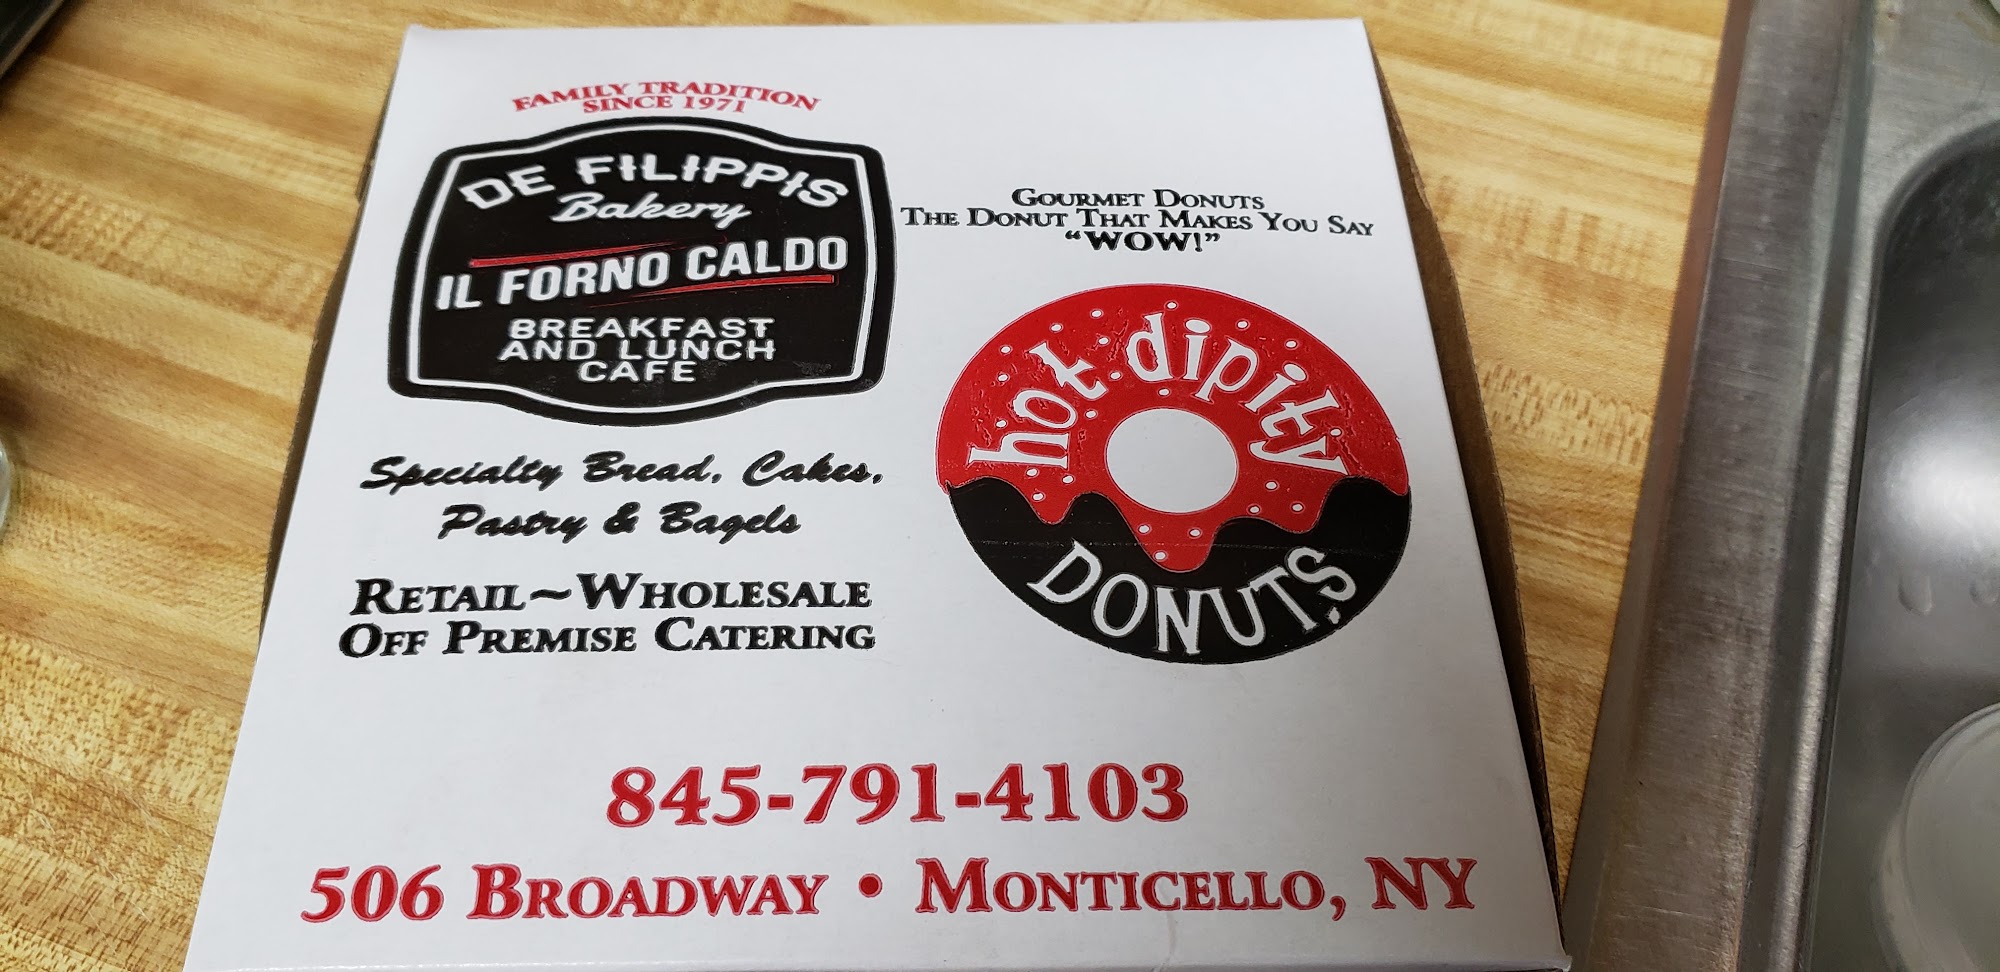 FAMILY TRADITION
SINCE 1971
DE FILIPPIS
Bakery
IL FORNO CALDO
BREAKFAST
AND LUNCH
CAFE
Specialty Bread, Cakes,
Pastry & Bagels
RETAIL~WHOLESALE
OFF PREMISE CATERING
GOURMET DONUTS
THE DONUT THAT MAKES YOU SAY
"WOW!"
hot dipity
DONUTS
845-791-4103
506 BROADWAY • MONTICELLO, NY